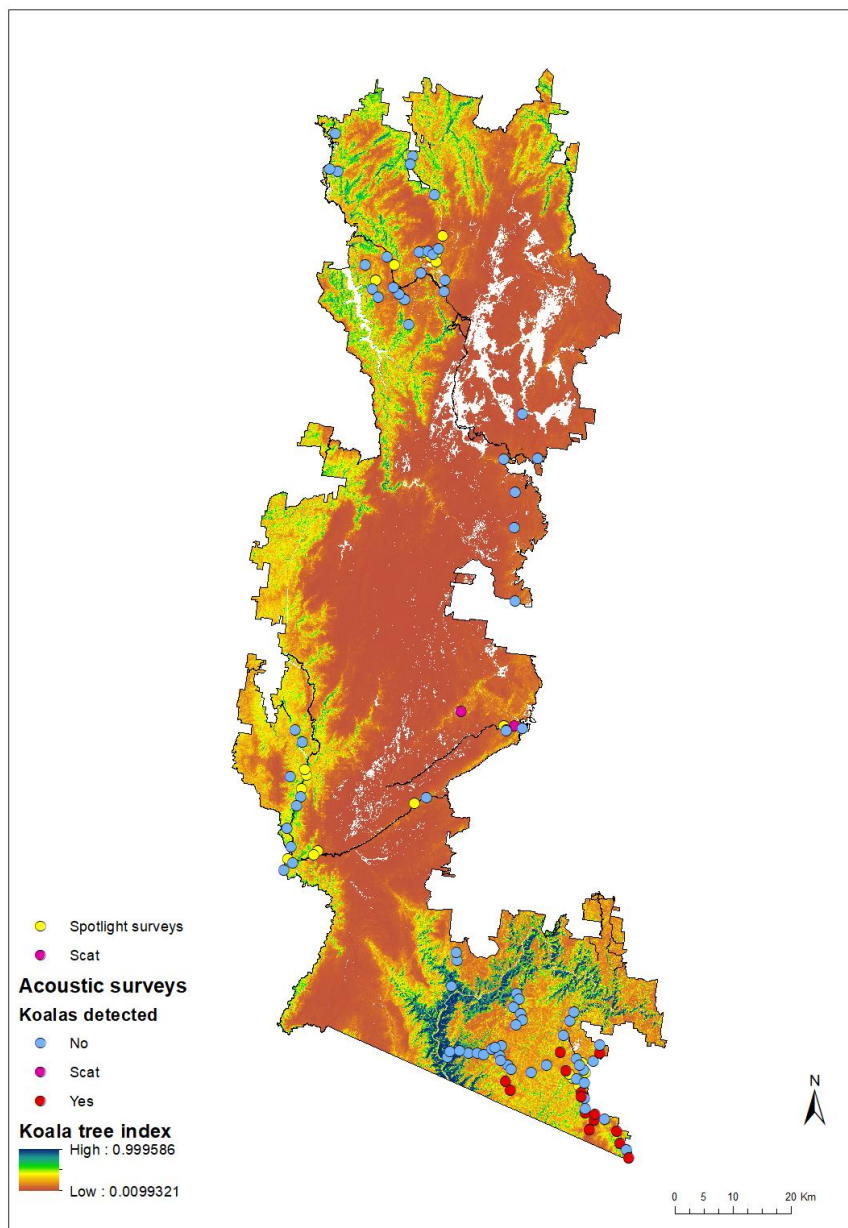 Spotlight surveys
Scat
Acoustic surveys
Koalas detected
No
Scat
Yes
Koala tree index
High : 0.999586
Low : 0.0099321
N
0 5 10 20 Km